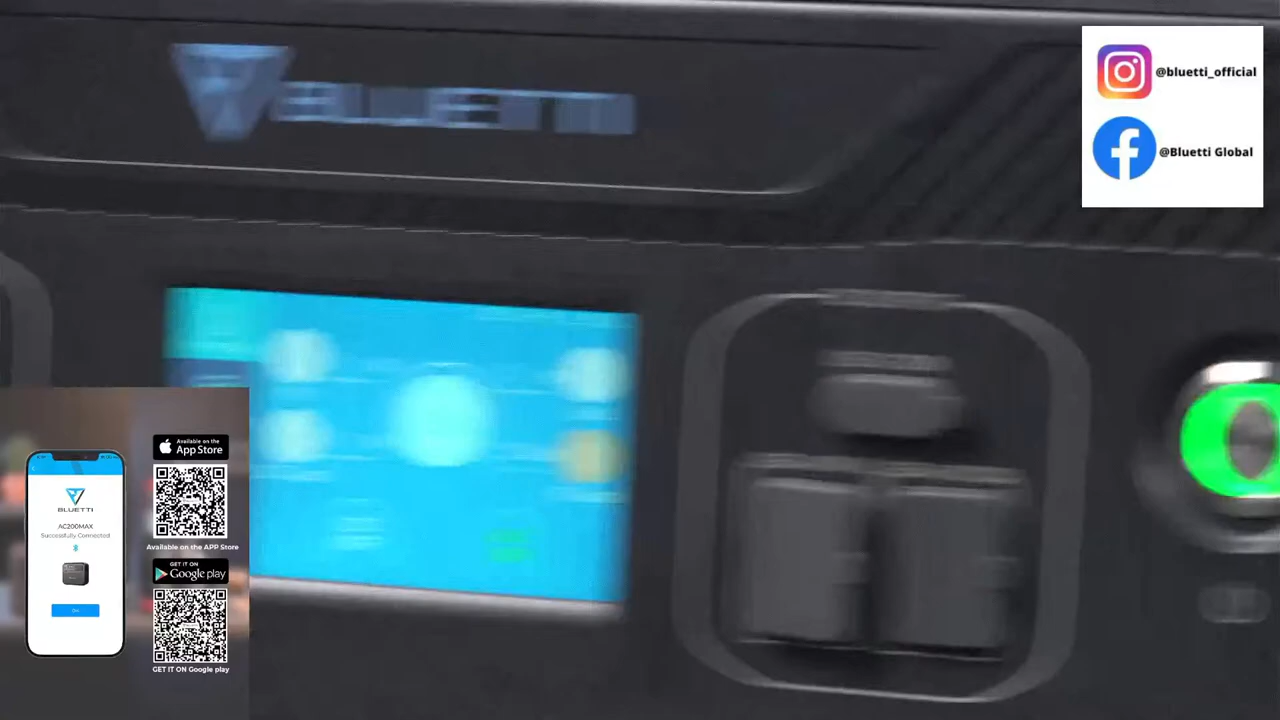 BLUETTI
@bluetti_official
@Bluetti Global
BLUETTI
AC200MAX
Successfully Connected
Available on the
App Store
Available on the APP Store
GET IT ON
Google play
GET IT ON Google play